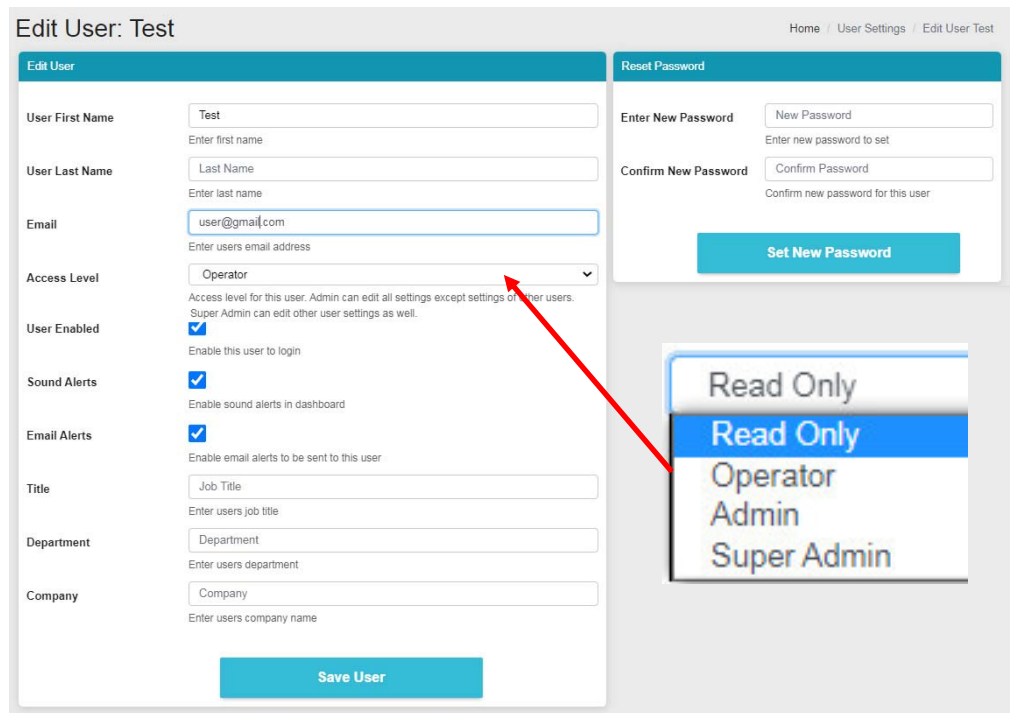 Edit User: Test
Home / User Settings / Edit User Test
Edit User
User First Name
Test
Enter first name
User Last Name
Last Name
Enter last name
Email
user@gmail.com
Enter users email address
Access Level
Operator
Access level for this user. Admin can edit all settings except settings of other users.
Super Admin can edit other user settings as well.
User Enabled
Enable this user to login
Sound Alerts
Enable sound alerts in dashboard
Email Alerts
Enable email alerts to be sent to this user
Title
Job Title
Enter users job title
Department
Department
Enter users department
Company
Company
Enter users company name
Save User
Reset Password
Enter New Password
New Password
Enter new password to set
Confirm New Password
Confirm Password
Confirm new password for this user
Set New Password
Read Only
Read Only
Operator
Admin
Super Admin